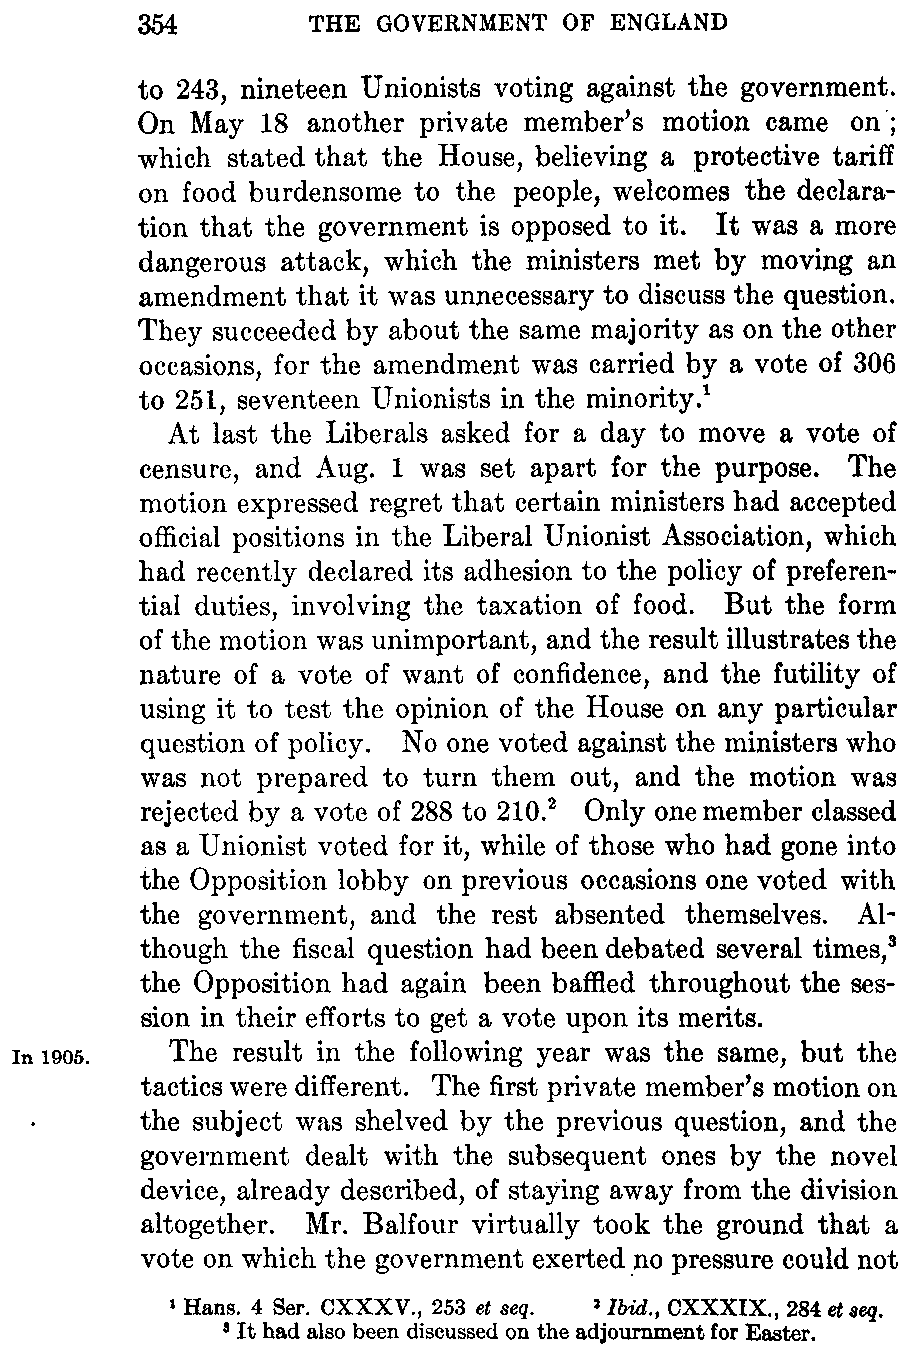 354 THE GOVERNMENT OF ENGLAND
to 243, nineteen Unionists voting against the government.
On May 18 another private member's motion came on;
which stated that the House, believing a protective tariff
on food burdensome to the people, welcomes the declara-
tion that the government is opposed to it. It was a more
dangerous attack, which the ministers met by moving an
amendment that it was unnecessary to discuss the question.
They succeeded by about the same majority as on the other
occasions, for the amendment was carried by a vote of 306
to 251, seventeen Unionists in the minority.¹
At last the Liberals asked for a day to move a vote of
censure, and Aug. 1 was set apart for the purpose. The
motion expressed regret that certain ministers had accepted
official positions in the Liberal Unionist Association, which
had recently declared its adhesion to the policy of preferen-
tial duties, involving the taxation of food. But the form
of the motion was unimportant, and the result illustrates the
nature of a vote of want of confidence, and the futility of
using it to test the opinion of the House on any particular
question of policy. No one voted against the ministers who
was not prepared to turn them out, and the motion was
rejected by a vote of 288 to 210.² Only one member classed
as a Unionist voted for it, while of those who had gone into
the Opposition lobby on previous occasions one voted with
the government, and the rest absented themselves. Al-
though the fiscal question had been debated several times,³
the Opposition had again been baffled throughout the ses-
sion in their efforts to get a vote upon its merits.
In 1905. The result in the following year was the same, but the
tactics were different. The first private member's motion on
the subject was shelved by the previous question, and the
government dealt with the subsequent ones by the novel
device, already described, of staying away from the division
altogether. Mr. Balfour virtually took the ground that a
vote on which the government exerted no pressure could not
¹ Hans. 4 Ser. CXXXV., 253 et seq. ² Ibid., CXXXIX., 284 et seq.
³ It had also been discussed on the adjournment for Easter.